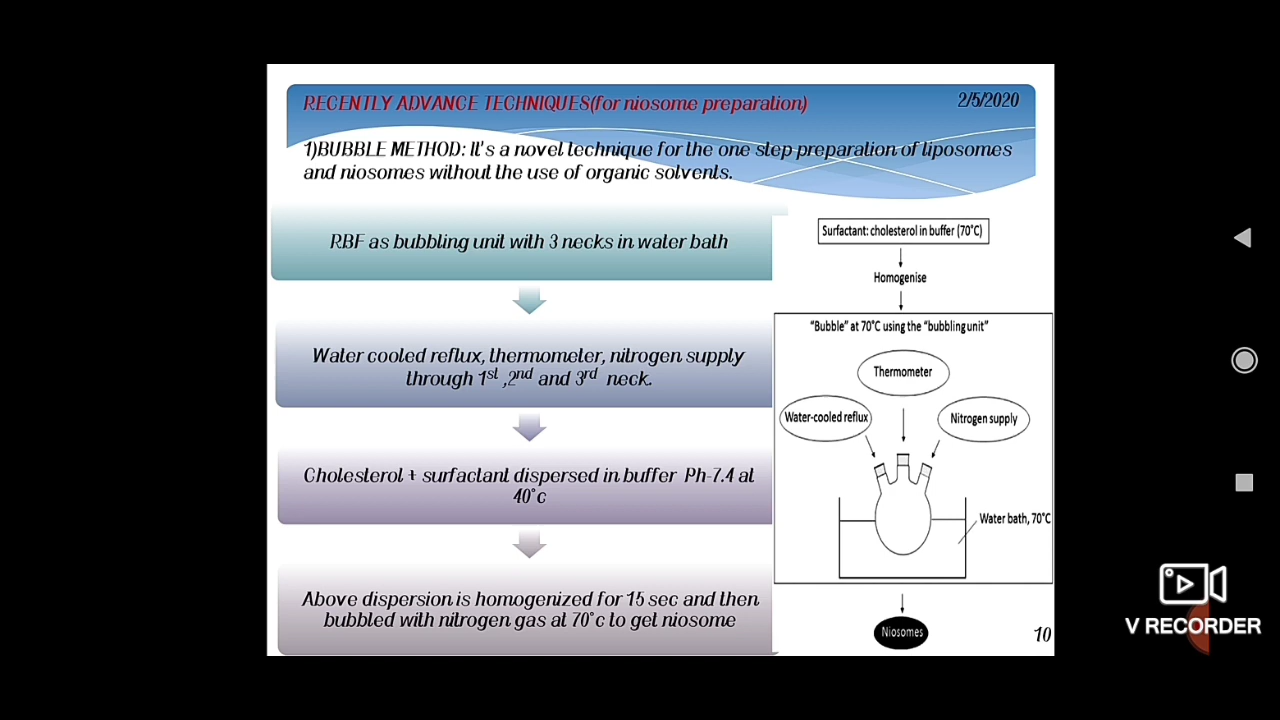 RECENTLY ADVANCE TECHNIQUES(for niosome preparation)
2/5/2020
1)BUBBLE METHOD: It's a novel technique for the one step preparation of liposomes
and niosomes without the use of organic solvents.
RBF as bubbling unit with 3 necks in water bath
Water cooled reflux, thermometer, nitrogen supply
through 1st ,2nd and 3rd neck.
Cholesterol + surfactant dispersed in buffer Ph-7.4 at
40°c
Above dispersion is homogenized for 15 sec and then
bubbled with nitrogen gas at 70°c to get niosome
Surfactant: cholesterol in buffer (70°C)
Homogenise
"Bubble" at 70°C using the "bubbling unit"
Thermometer
Water-cooled reflux
Nitrogen supply
Water bath, 70°C
Niosomes
10
V RECORDER